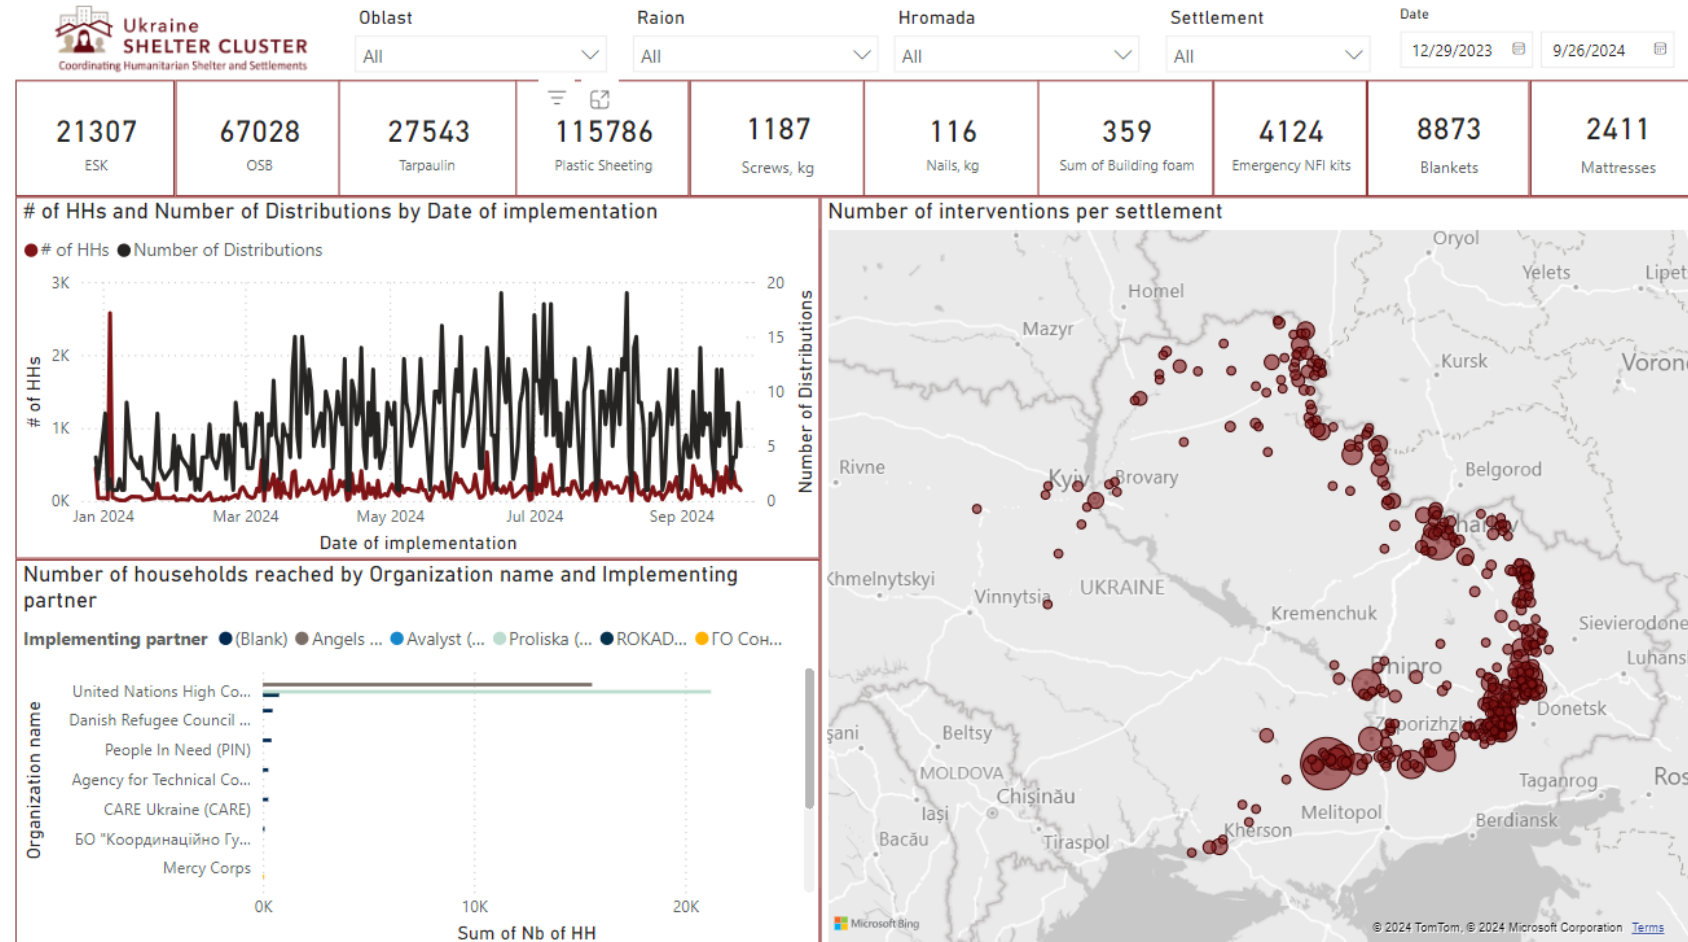 Ukraine
SHELTER CLUSTER
Coordinating Humanitarian Shelter and Settlements
Oblast
All
Raion
All
Hromada
All
Settlement
All
Date
12/29/2023
9/26/2024
21307
ESK
67028
OSB
27543
Tarpaulin
115786
Plastic Sheeting
1187
Screws, kg
116
Nails, kg
359
Sum of Building foam
4124
Emergency NFI kits
8873
Blankets
2411
Mattresses
# of HHs and Number of Distributions by Date of implementation
# of HHs Number of Distributions
3K
2K
1K
0K
# of HHs
20
15
10
5
0
Number of Distributions
Jan 2024
Mar 2024
May 2024
Jul 2024
Sep 2024
Date of implementation
Number of households reached by Organization name and Implementing
partner
Implementing partner (Blank) Angels ... Avalyst (... Proliska (... ROKAD... ГО Сон...
Organization name
United Nations High Co...
Danish Refugee Council ...
People In Need (PIN)
Agency for Technical Co...
CARE Ukraine (CARE)
БО "Координаційно Гу...
Mercy Corps
0K
10K
20K
Sum of Nb of HH
Number of interventions per settlement
Oryol
Yelets
Lipet
Homel
Mazyr
Kursk
Voron
Rivne
Kyiv
Brovary
Belgorod
Khmelnytskyi
Vinnytsia
UKRAINE
Kremenchuk
Sievierodone
Luhans
Donetsk
Beltsy
MOLDOVA
Chișinău
Iași
Bacău
Tiraspol
Kherson
Melitopol
Berdiansk
Taganrog
Ros
Microsoft Bing
© 2024 TomTom, © 2024 Microsoft Corporation Terms